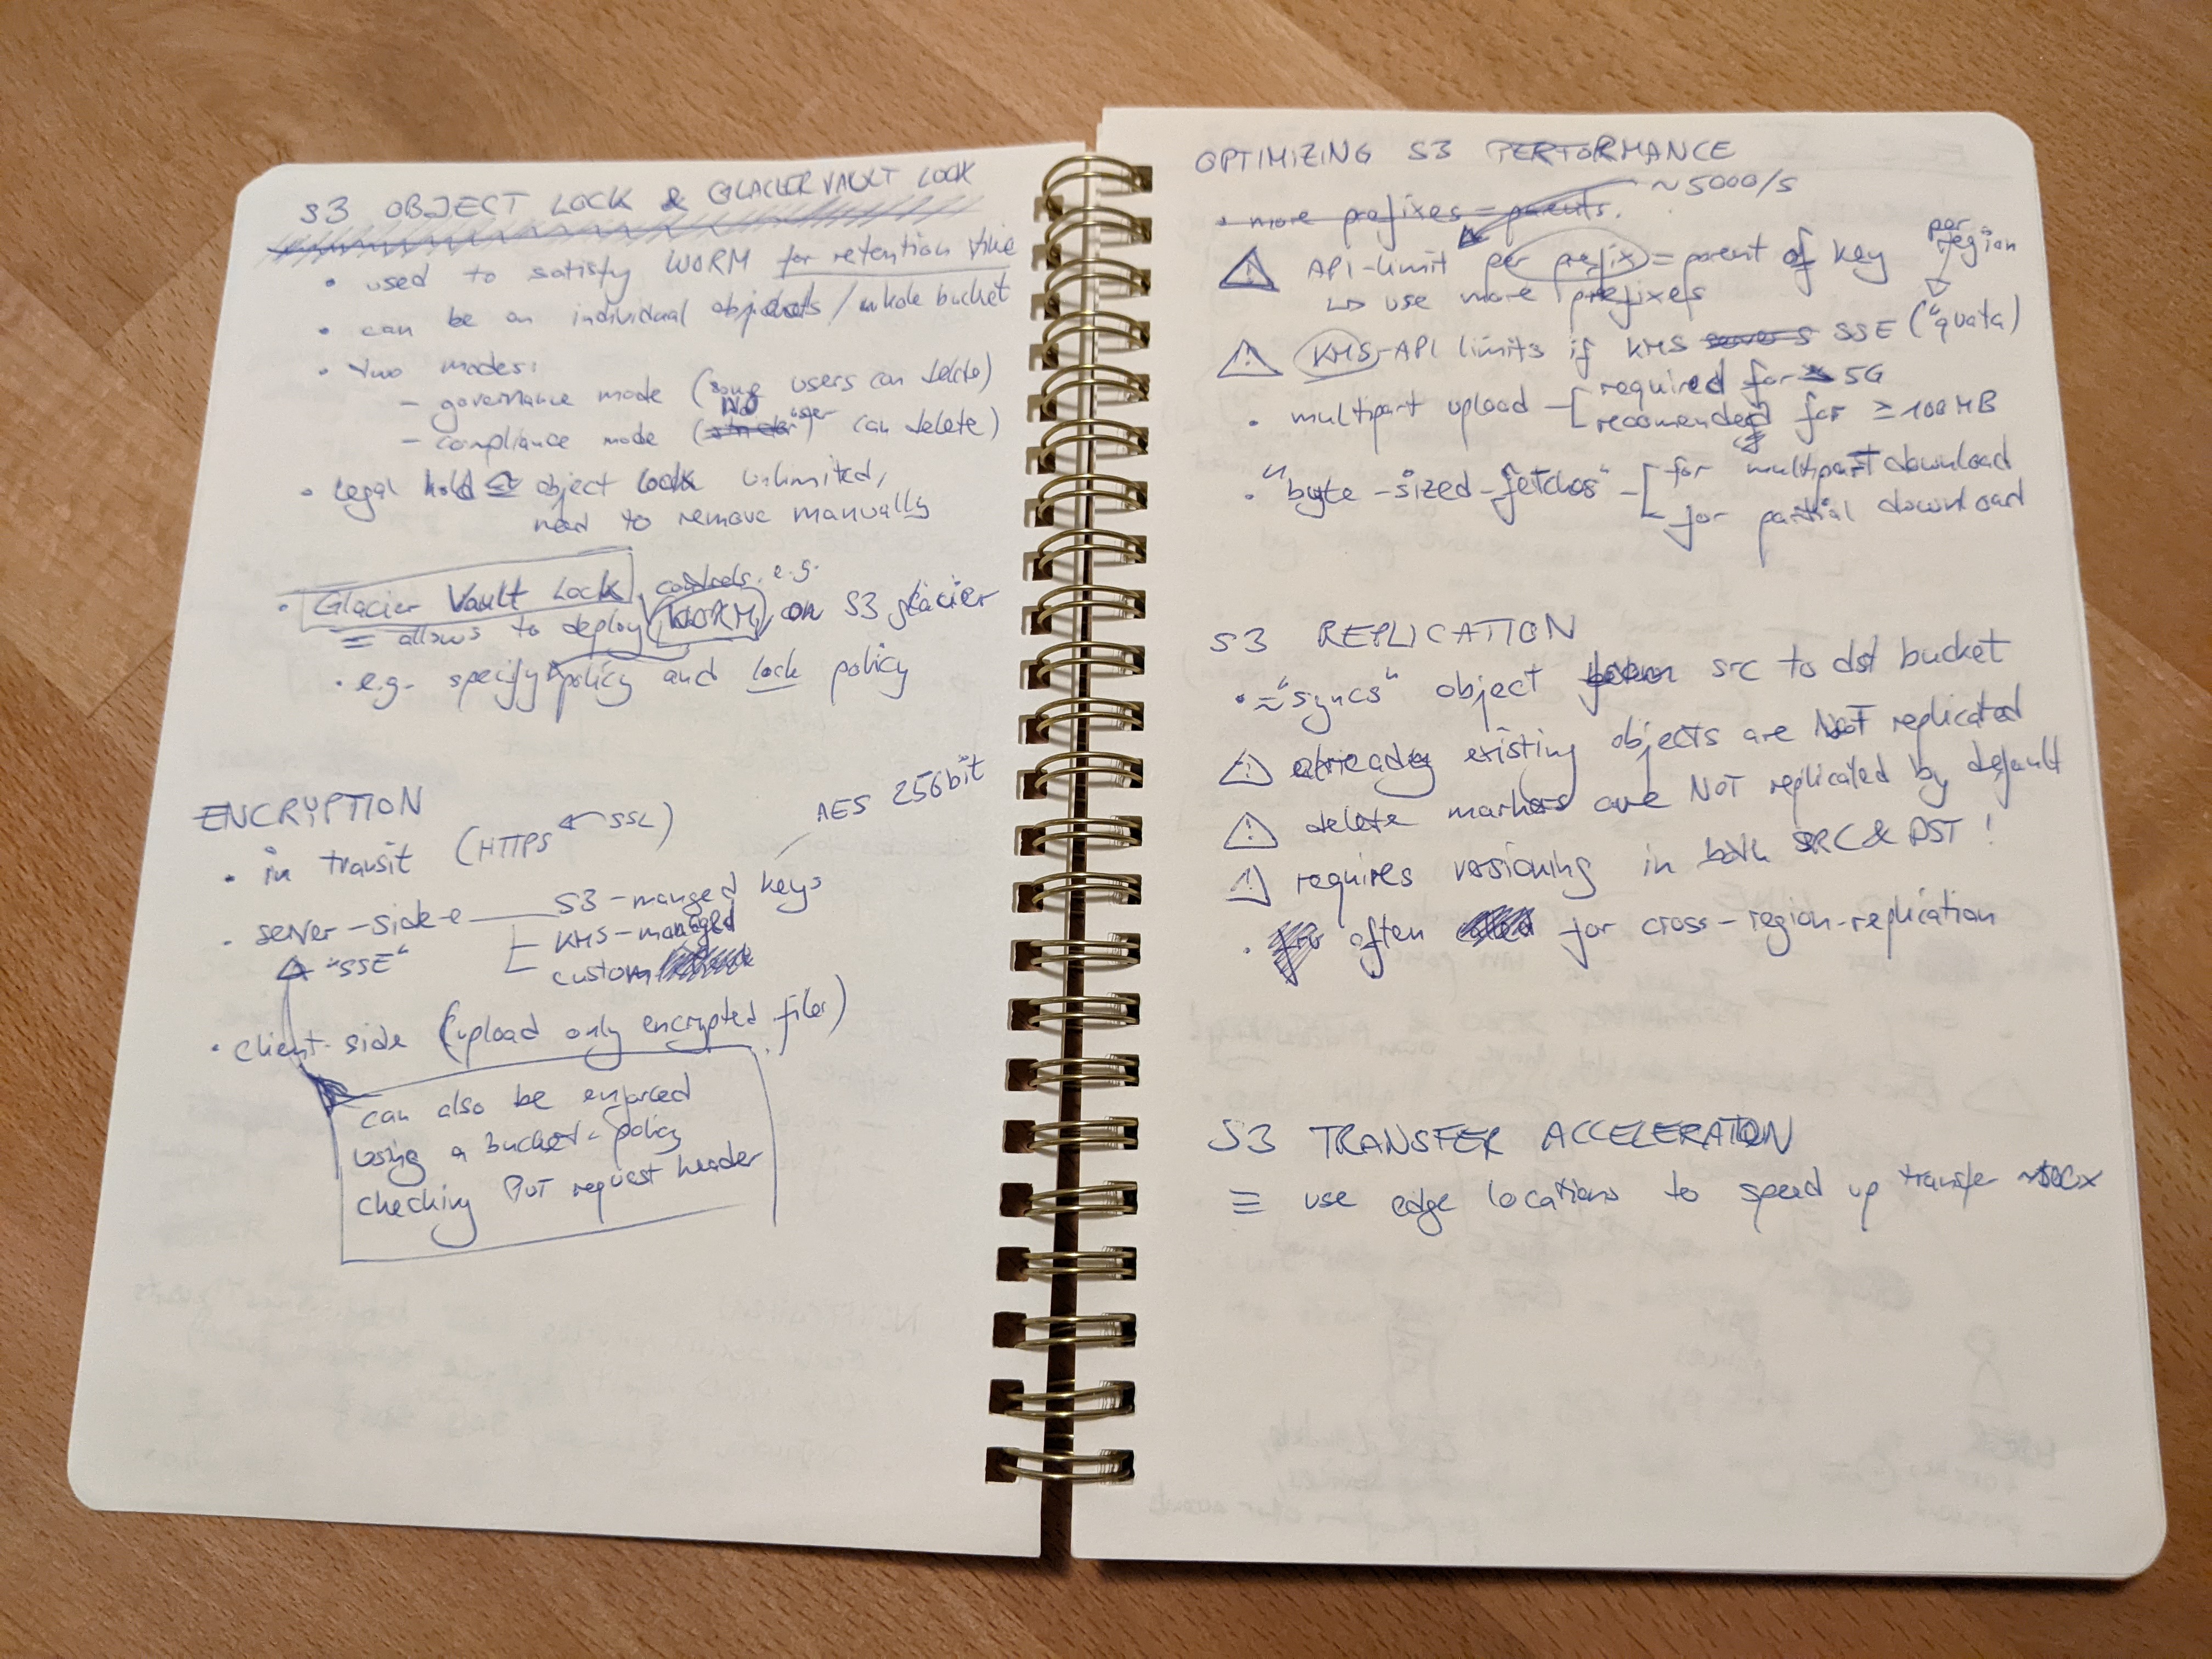 S3 OBJECT LOCK & GLACIER VAULT LOCK
• used to satisfy WORM for retention time
• can be on individual objects / whole bucket
• two modes:
– governance mode (some users can delete)
– compliance mode (NO user can delete)
• Legal hold ≅ object lock unlimited,
need to remove manually
• Glacier Vault Lock
controls e.g.
≡ allows to deploy (WORM) on S3 glacier
• e.g. specify policy and lock policy
ENCRYPTION
• in transit (HTTPS ← SSL)
AES 256bit
• server-side-e
S3-manged keys
KMS-managed
custom
"SSE"
• client-side (upload only encrypted files)
can also be enforced
using a bucket-policy
checking PUT request header
OPTIMIZING S3 PERFORMANCE
~5000/s
• more prefixes = parents.
⚠ API-limit per prefix = parent of key
↳ use more prefixes
per region
⚠ KMS-API limits if KMS SSE ("quata)
• multipart upload –[ required for 5G
recomended for ≥ 100MB
• "byte-sized-fetches" –[ for multipart download
for partial download
S3 REPLICATION
• ≈"syncs" object from src to dst bucket
⚠ already existing objects are NOT replicated
⚠ delete markers are NOT replicated by default
⚠ requires versioning in both SRC & DST !
• often for cross-region-replication
S3 TRANSFER ACCELERATION
≡ use edge locations to speed up transfer